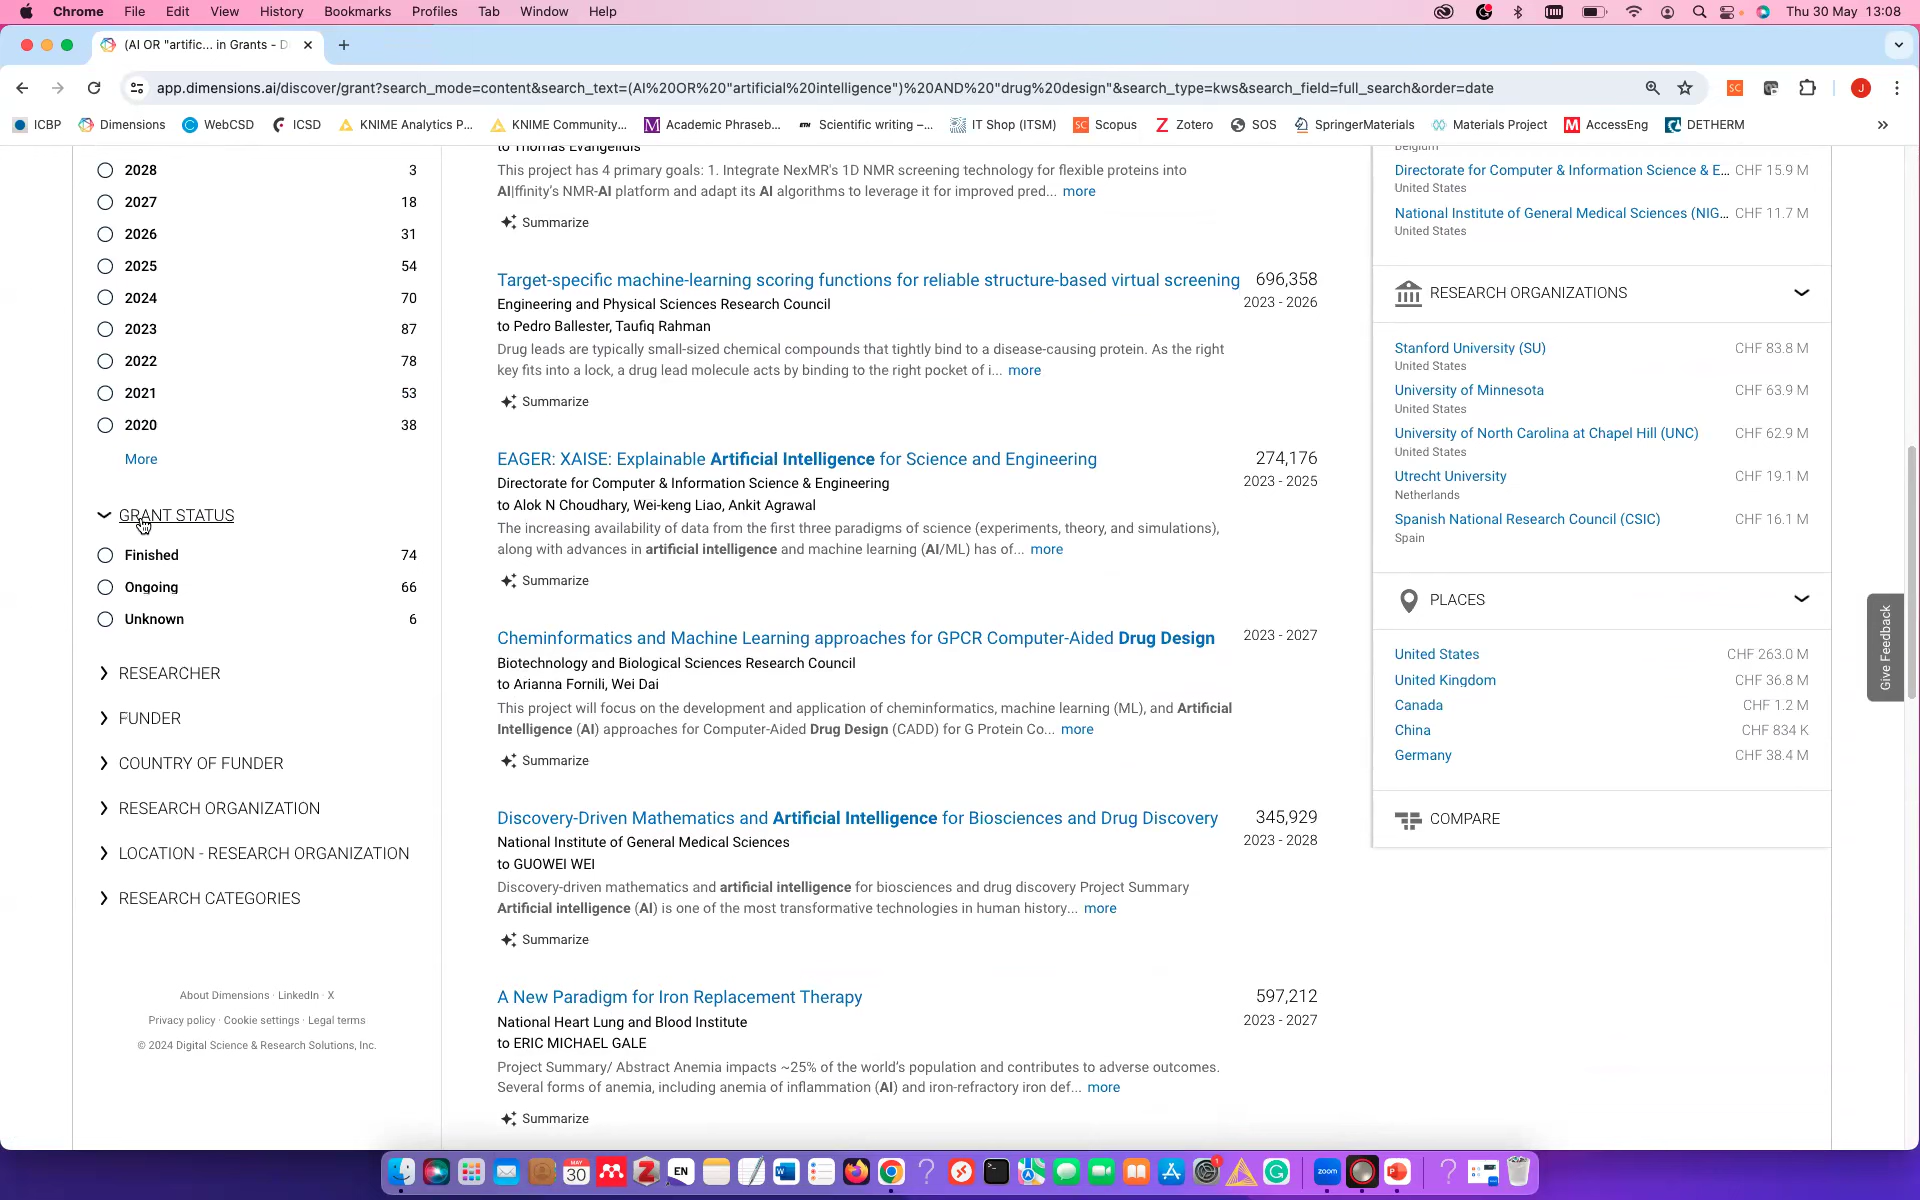 Chrome File Edit View History Bookmarks Profiles Tab Window Help Thu 30 May 13:08
(AI OR "artific... in Grants - D
app.dimensions.ai/discover/grant?search_mode=content&search_text=(AI%20OR%20"artificial%20intelligence")%20AND%20"drug%20design"&search_type=kws&search_field=full_search&order=date
ICBP Dimensions WebCSD ICSD KNIME Analytics P... KNIME Community... Academic Phraseb... Scientific writing –... IT Shop (ITSM) Scopus Zotero SOS SpringerMaterials Materials Project AccessEng DETHERM
2028 3
2027 18
2026 31
2025 54
2024 70
2023 87
2022 78
2021 53
2020 38
More
GRANT STATUS
Finished 74
Ongoing 66
Unknown 6
RESEARCHER
FUNDER
COUNTRY OF FUNDER
RESEARCH ORGANIZATION
LOCATION - RESEARCH ORGANIZATION
RESEARCH CATEGORIES
About Dimensions · LinkedIn · X
Privacy policy · Cookie settings · Legal terms
© 2024 Digital Science & Research Solutions, Inc.
to Thomas Evangelidis
This project has 4 primary goals: 1. Integrate NexMR's 1D NMR screening technology for flexible proteins into
AI|ffinity's NMR-AI platform and adapt its AI algorithms to leverage it for improved pred... more
Summarize
Target-specific machine-learning scoring functions for reliable structure-based virtual screening 696,358
Engineering and Physical Sciences Research Council 2023 - 2026
to Pedro Ballester, Taufiq Rahman
Drug leads are typically small-sized chemical compounds that tightly bind to a disease-causing protein. As the right
key fits into a lock, a drug lead molecule acts by binding to the right pocket of i... more
Summarize
EAGER: XAISE: Explainable Artificial Intelligence for Science and Engineering 274,176
Directorate for Computer & Information Science & Engineering 2023 - 2025
to Alok N Choudhary, Wei-keng Liao, Ankit Agrawal
The increasing availability of data from the first three paradigms of science (experiments, theory, and simulations),
along with advances in artificial intelligence and machine learning (AI/ML) has of... more
Summarize
Cheminformatics and Machine Learning approaches for GPCR Computer-Aided Drug Design 2023 - 2027
Biotechnology and Biological Sciences Research Council
to Arianna Fornili, Wei Dai
This project will focus on the development and application of cheminformatics, machine learning (ML), and Artificial
Intelligence (AI) approaches for Computer-Aided Drug Design (CADD) for G Protein Co... more
Summarize
Discovery-Driven Mathematics and Artificial Intelligence for Biosciences and Drug Discovery 345,929
National Institute of General Medical Sciences 2023 - 2028
to GUOWEI WEI
Discovery-driven mathematics and artificial intelligence for biosciences and drug discovery Project Summary
Artificial intelligence (AI) is one of the most transformative technologies in human history... more
Summarize
A New Paradigm for Iron Replacement Therapy 597,212
National Heart Lung and Blood Institute 2023 - 2027
to ERIC MICHAEL GALE
Project Summary/ Abstract Anemia impacts ~25% of the world's population and contributes to adverse outcomes.
Several forms of anemia, including anemia of inflammation (AI) and iron-refractory iron def... more
Summarize
Belgium
Directorate for Computer & Information Science & E... CHF 15.9 M
United States
National Institute of General Medical Sciences (NIG... CHF 11.7 M
United States
RESEARCH ORGANIZATIONS
Stanford University (SU) CHF 83.8 M
United States
University of Minnesota CHF 63.9 M
United States
University of North Carolina at Chapel Hill (UNC) CHF 62.9 M
United States
Utrecht University CHF 19.1 M
Netherlands
Spanish National Research Council (CSIC) CHF 16.1 M
Spain
PLACES
United States CHF 263.0 M
United Kingdom CHF 36.8 M
Canada CHF 1.2 M
China CHF 834 K
Germany CHF 38.4 M
COMPARE
Give Feedback